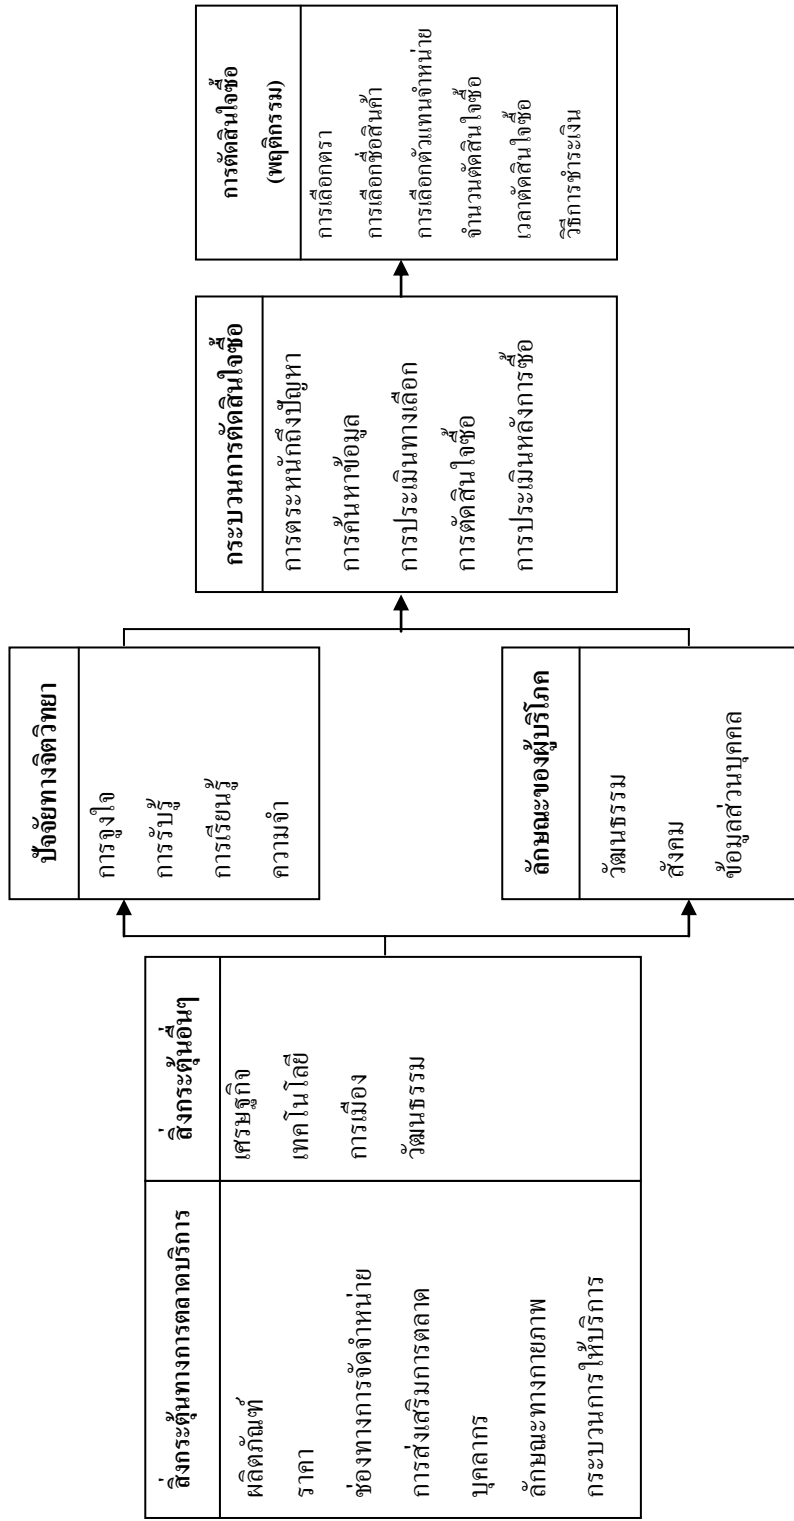 สิ่งกระตุ้นทางการตลาดบริการ
ผลิตภัณฑ์
ราคา
ช่องทางการจัดจำหน่าย
การส่งเสริมการตลาด
บุคลากร
ลักษณะทางกายภาพ
กระบวนการให้บริการ
สิ่งกระตุ้นอื่นๆ
เศรษฐกิจ
เทคโนโลยี
การเมือง
วัฒนธรรม
ปัจจัยทางจิตวิทยา
การจูงใจ
การรับรู้
การเรียนรู้
ความจำ
ลักษณะของผู้บริโภค
วัฒนธรรม
สังคม
ข้อมูลส่วนบุคคล
กระบวนการตัดสินใจซื้อ
การตระหนักถึงปัญหา
การค้นหาข้อมูล
การประเมินทางเลือก
การตัดสินใจซื้อ
การประเมินหลังการซื้อ
การตัดสินใจซื้อ
(พฤติกรรม)
การเลือกตรา
การเลือกชื่อสินค้า
การเลือกตัวแทนจำหน่าย
จำนวนตัดสินใจซื้อ
เวลาตัดสินใจซื้อ
วิธีการชำระเงิน